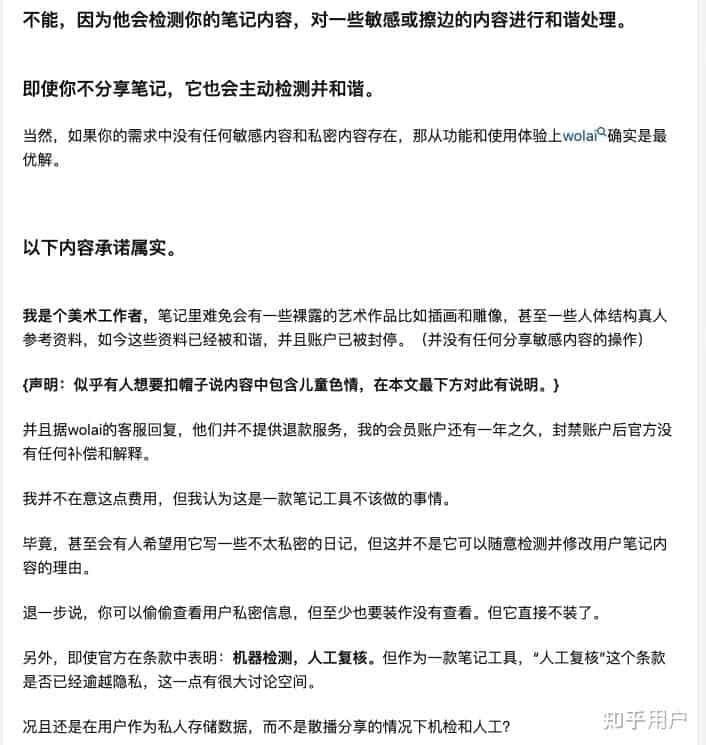 不能，因为他会检测你的笔记内容，对一些敏感或擦边的内容进行和谐处理。
即使你不分享笔记，它也会主动检测并和谐。
当然，如果你的需求中没有任何敏感内容和私密内容存在，那从功能和使用体验上wolai确实是最
优解。
以下内容承诺属实。
我是个美术工作者，笔记里难免会有一些裸露的艺术作品比如插画和雕像，甚至一些人体结构真人
参考资料，如今这些资料已经被和谐，并且账户已被封停。（并没有任何分享敏感内容的操作）
{声明：似乎有人想要扣帽子说内容中包含儿童色情，在本文最下方对此有说明。}
并且据wolai的客服回复，他们并不提供退款服务，我的会员账户还有一年之久，封禁账户后官方没
有任何补偿和解释。
我并不在意这点费用，但我认为这是一款笔记工具不该做的事情。
毕竟，甚至会有人希望用它写一些不太私密的日记，但这并不是它可以随意检测并修改用户笔记内
容的理由。
退一步说，你可以偷偷查看用户私密信息，但至少也要装作没有查看。但它直接不装了。
另外，即使官方在条款中表明：机器检测，人工复核。但作为一款笔记工具，“人工复核”这个条款
是否已经逾越隐私，这一点有很大讨论空间。
况且还是在用户作为私人存储数据，而不是散播分享的情况下机检和人工？
知乎用户